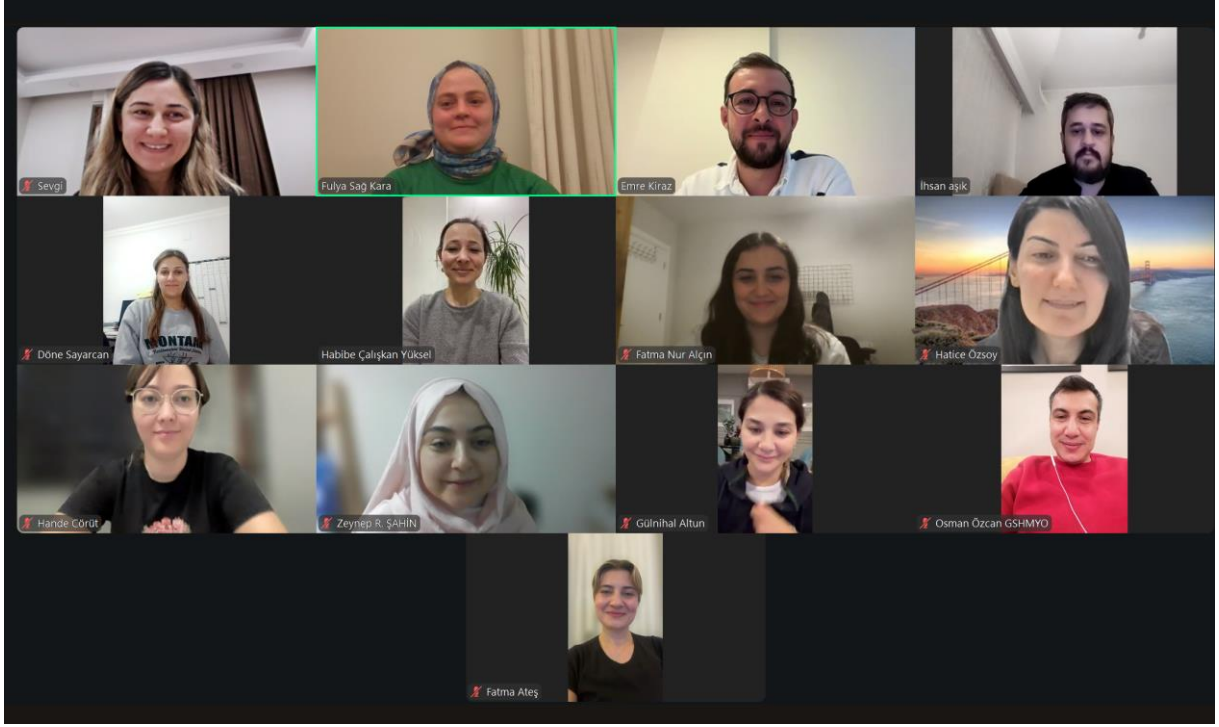 Sevgi
Fulya Sağ Kara
Emre Kiraz
İhsan aşık
Döne Sayarcan
MONTAN
Habibe Çalışkan Yüksel
Fatma Nur Alçın
Hatice Özsoy
Hande Cörüt
Zeynep R. ŞAHİN
Gülnihal Altun
Osman Özcan GSHMYO
Fatma Ateş